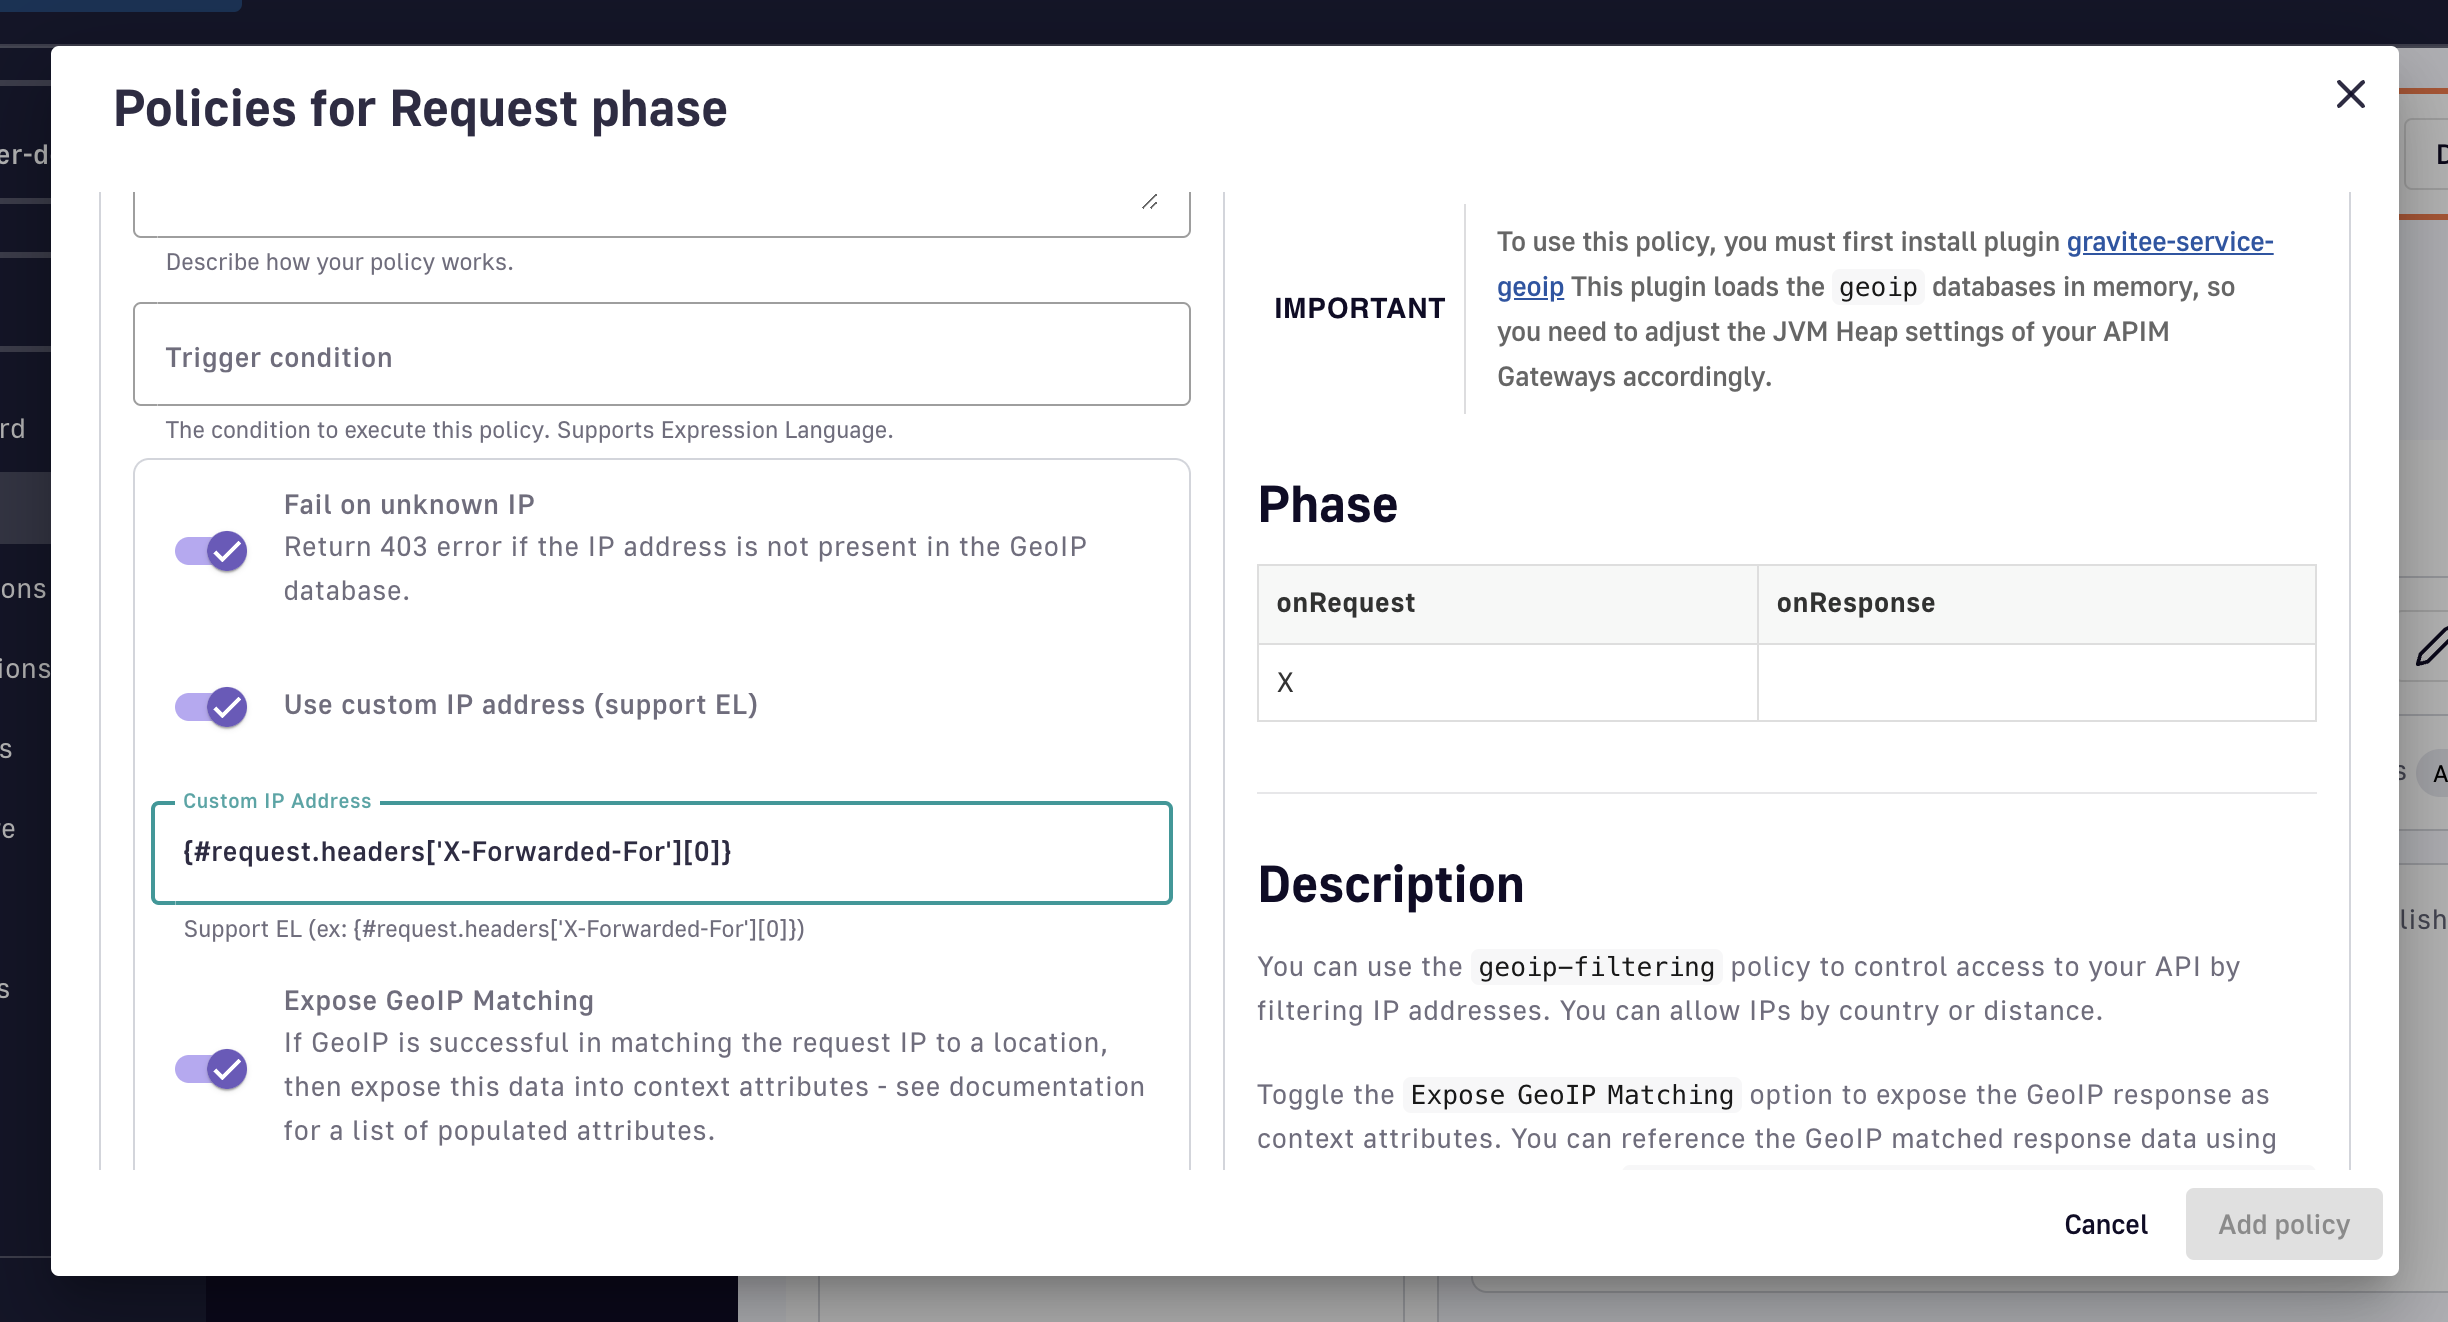 Policies for Request phase
er-d
D
Describe how your policy works.
Trigger condition
The condition to execute this policy. Supports Expression Language.
Fail on unknown IP
Return 403 error if the IP address is not present in the GeoIP
database.
Use custom IP address (support EL)
Custom IP Address
{#request.headers['X-Forwarded-For'][0]}
Support EL (ex: {#request.headers['X-Forwarded-For'][0]})
Expose GeoIP Matching
If GeoIP is successful in matching the request IP to a location,
then expose this data into context attributes - see documentation
for a list of populated attributes.
IMPORTANT
To use this policy, you must first install plugin gravitee-service-
geoip This plugin loads the geoip databases in memory, so
you need to adjust the JVM Heap settings of your APIM
Gateways accordingly.
Phase
onRequest
onResponse
X
Description
You can use the geoip-filtering policy to control access to your API by
filtering IP addresses. You can allow IPs by country or distance.
Toggle the Expose GeoIP Matching option to expose the GeoIP response as
context attributes. You can reference the GeoIP matched response data using
Cancel
Add policy
rd
ons
ions
s
e
s
s
A
lish